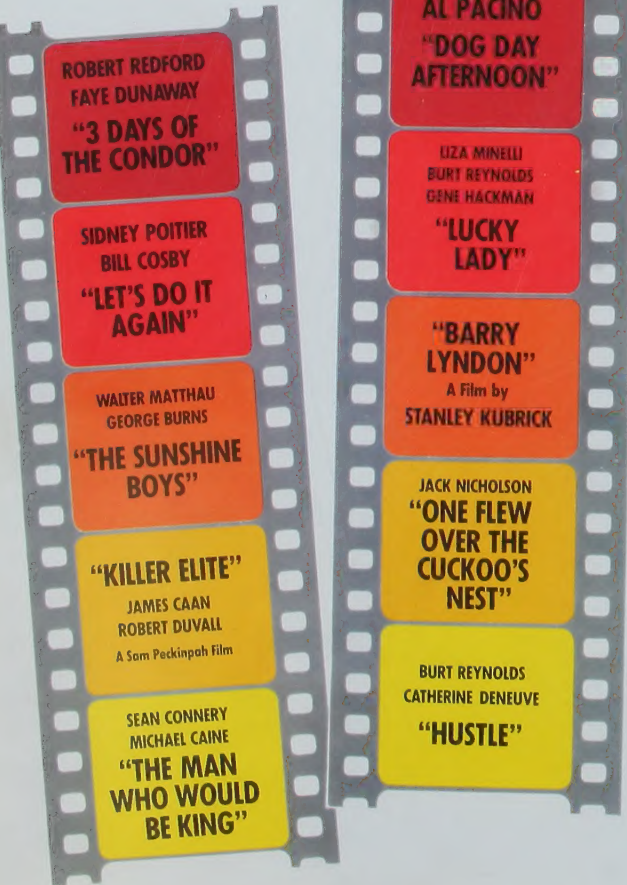 ROBERT REDFORD
FAYE DUNAWAY
"3 DAYS OF
THE CONDOR"
SIDNEY POITIER
BILL COSBY
"LET'S DO IT
AGAIN"
WALTER MATTHAU
GEORGE BURNS
"THE SUNSHINE
BOYS"
"KILLER ELITE"
JAMES CAAN
ROBERT DUVALL
A Sam Peckinpah Film
SEAN CONNERY
MICHAEL CAINE
"THE MAN
WHO WOULD
BE KING"
AL PACINO
"DOG DAY
AFTERNOON"
LIZA MINELLI
BURT REYNOLDS
GENE HACKMAN
"LUCKY
LADY"
"BARRY
LYNDON"
A Film by
STANLEY KUBRICK
JACK NICHOLSON
"ONE FLEW
OVER THE
CUCKOO'S
NEST"
BURT REYNOLDS
CATHERINE DENEUVE
"HUSTLE"